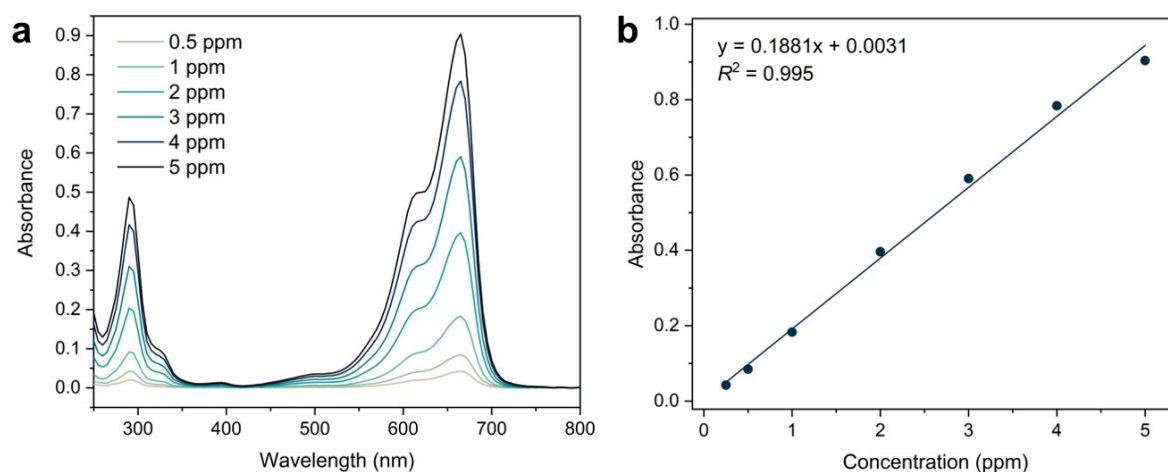 a
0.9
0.8
0.7
0.6
0.5
0.4
0.3
0.2
0.1
0.0
Absorbance
0.5 ppm
1 ppm
2 ppm
3 ppm
4 ppm
5 ppm
300 400 500 600 700 800
Wavelength (nm)
b
1.0
0.8
0.6
0.4
0.2
0.0
Absorbance
y = 0.1881x + 0.0031
R² = 0.995
0 1 2 3 4 5
Concentration (ppm)